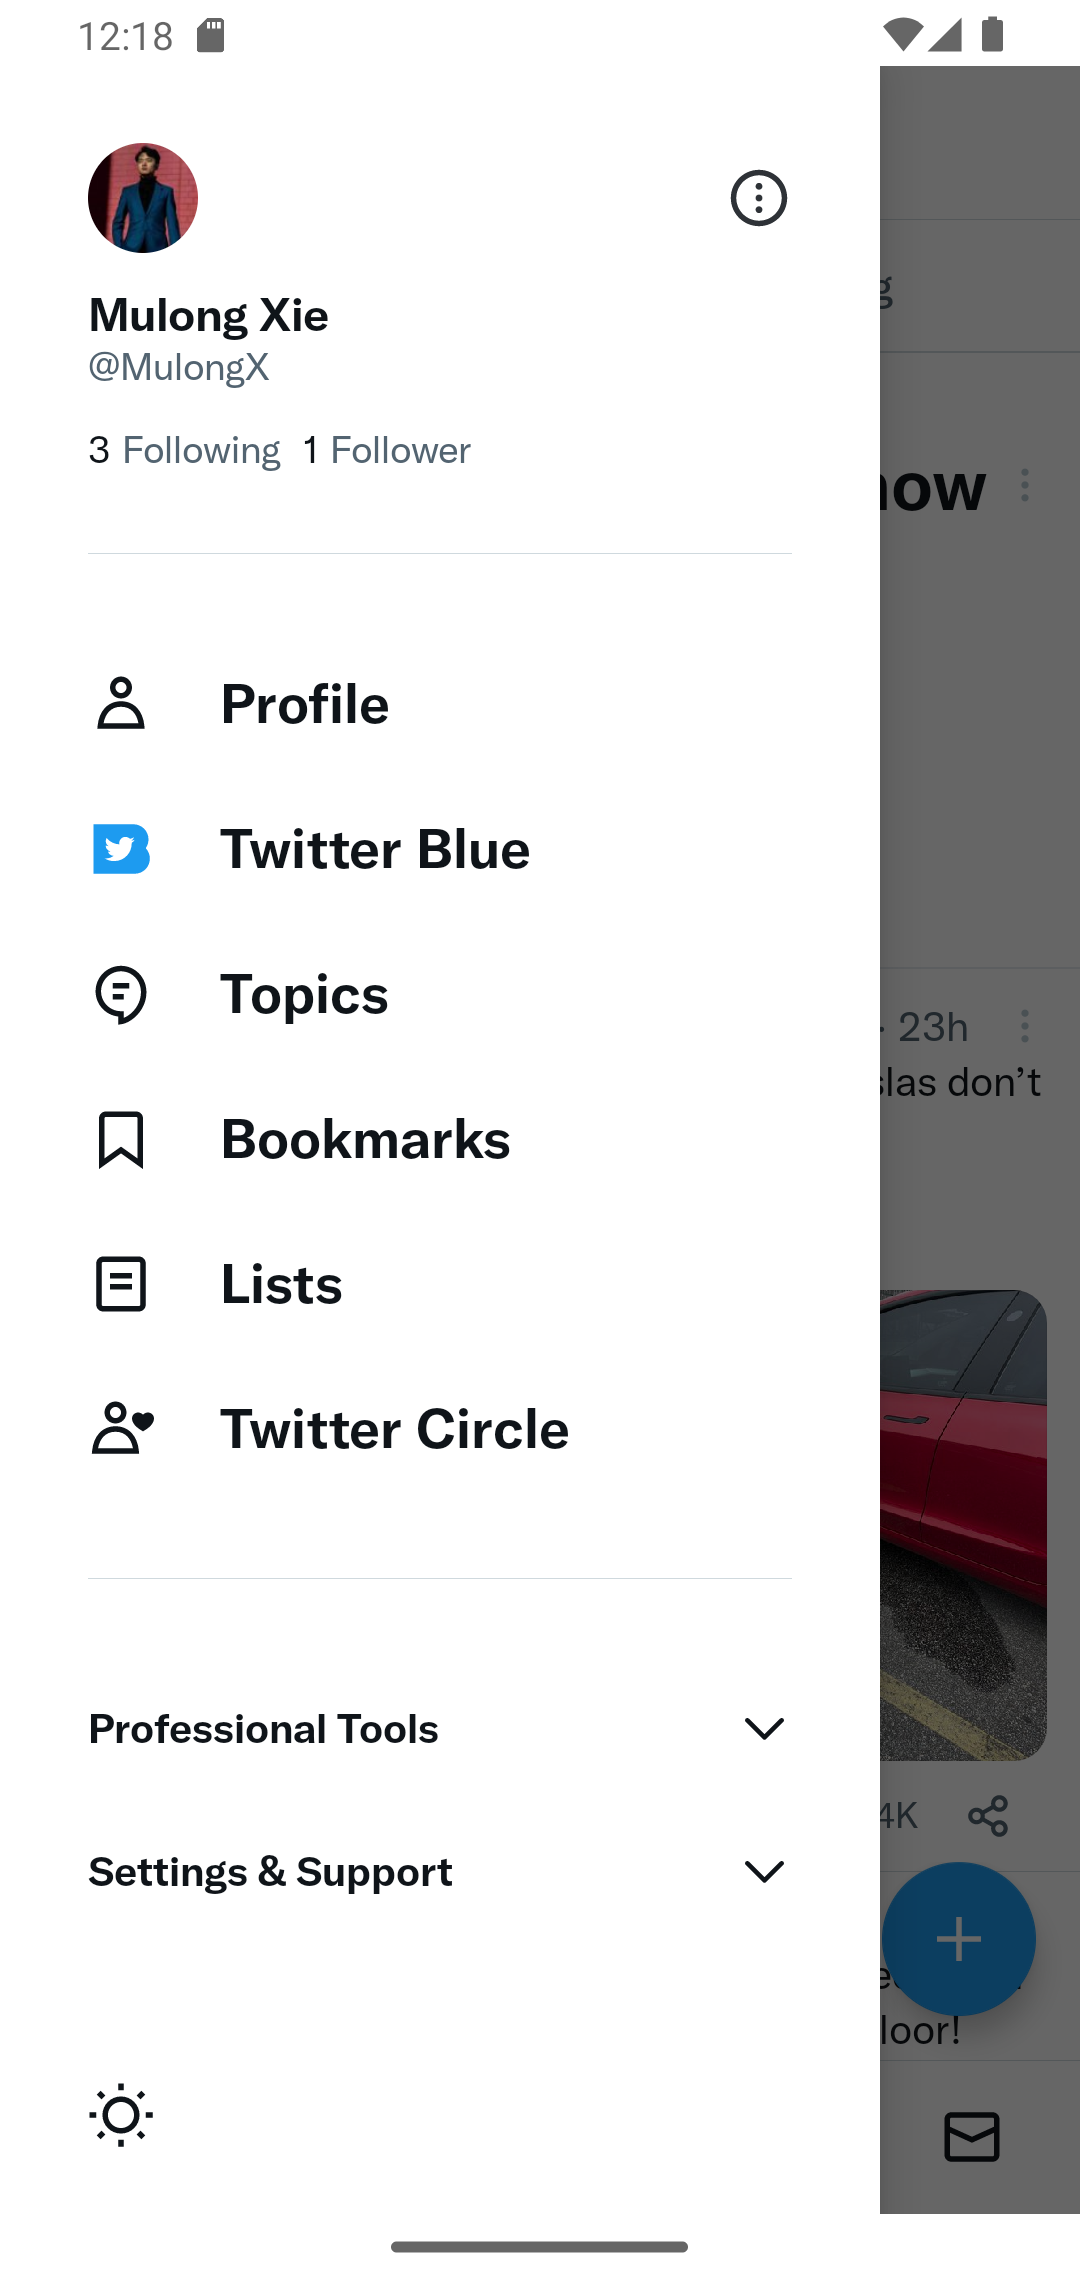 12:18
Mulong Xie
@MulongX
3 Following 1 Follower
Profile
Twitter Blue
Topics
Bookmarks
Lists
Twitter Circle
Professional Tools
Settings & Support
g
now
· 23h
slas don’t
4K
loor!